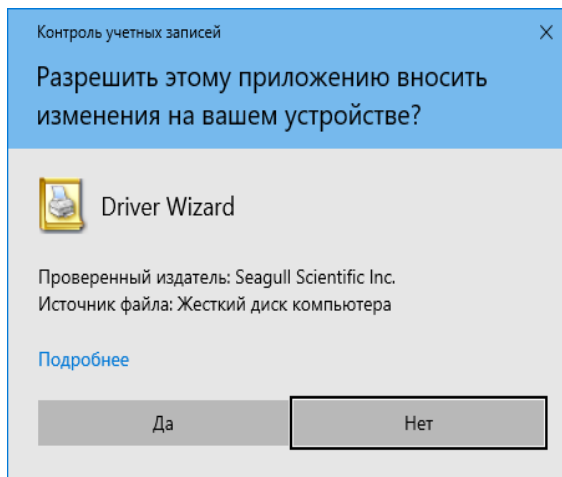 Контроль учетных записей
Разрешить этому приложению вносить
изменения на вашем устройстве?
Driver Wizard
Проверенный издатель: Seagull Scientific Inc.
Источник файла: Жесткий диск компьютера
Подробнее
Да
Нет